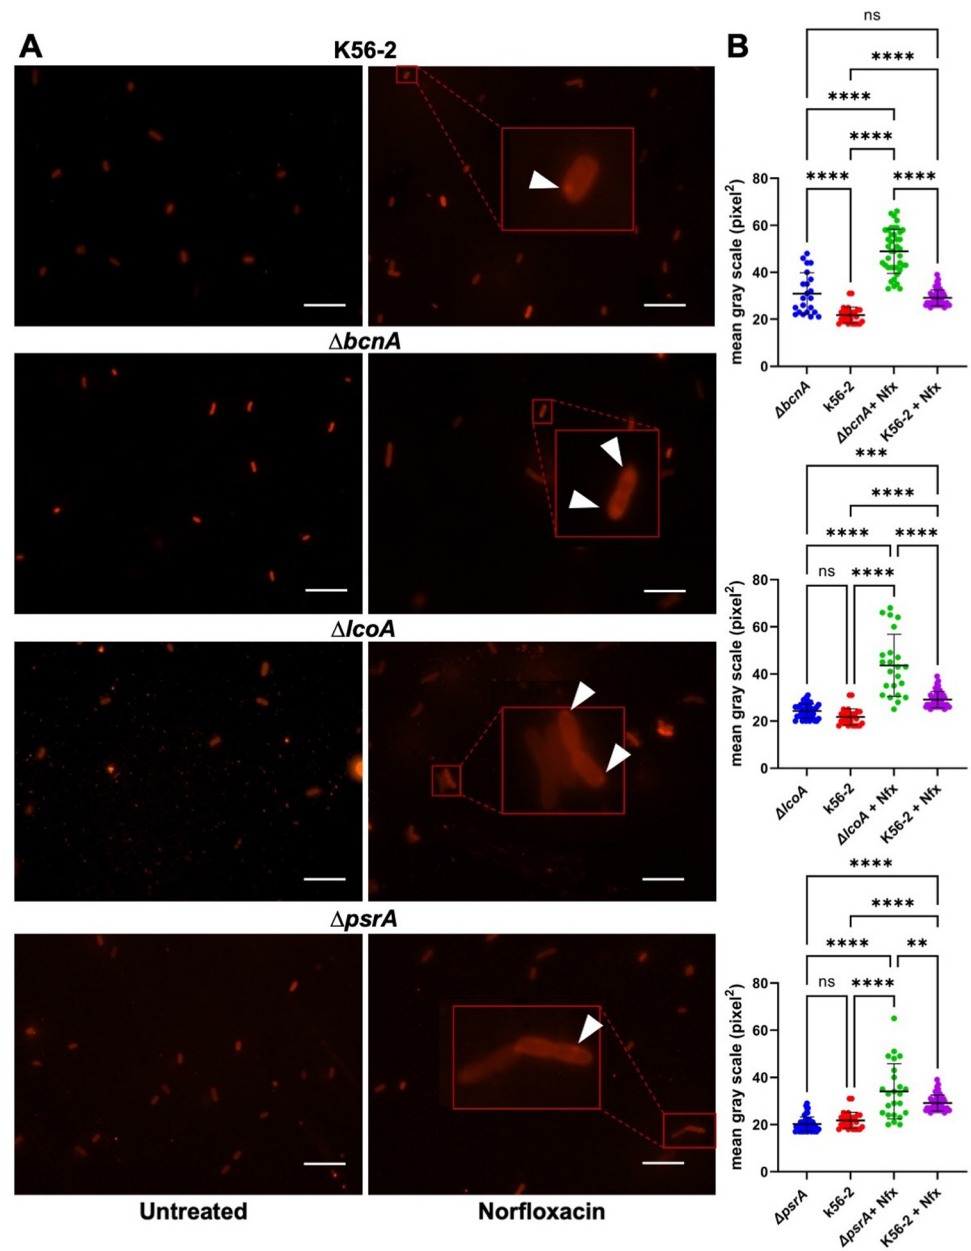 A
K56-2
ΔbcnA
ΔlcoA
ΔpsrA
Untreated
Norfloxacin
B
ns
****
****
****
****
****
mean gray scale (pixel²)
80
60
40
20
0
ΔbcnA
k56-2
ΔbcnA+ Nfx
K56-2 + Nfx
***
****
****
****
ns
****
mean gray scale (pixel²)
80
60
40
20
0
ΔlcoA
k56-2
ΔlcoA + Nfx
K56-2 + Nfx
****
****
****
**
ns
****
mean gray scale (pixel²)
80
60
40
20
0
ΔpsrA
k56-2
ΔpsrA+ Nfx
K56-2 + Nfx